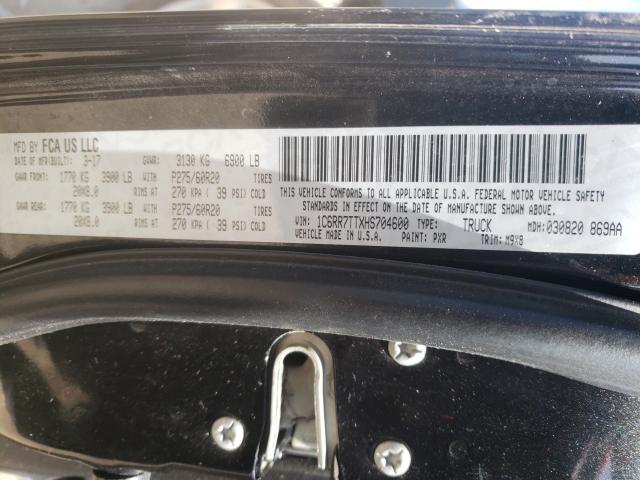 MFD BY FCA US LLC
DATE OF MFR(BUILT): 3-17 GVWR: 3130 KG 6900 LB
GAWR FRONT: 1770 KG 3900 LB P275/60R20 TIRES
20X8.0 RIMS AT 270 KPA ( 39 PSI) COLD
GAWR REAR: 1770 KG 3900 LB P275/60R20 TIRES
20X8.0 RIMS AT 270 KPA ( 39 PSI) COLD
THIS VEHICLE CONFORMS TO ALL APPLICABLE U.S.A. FEDERAL MOTOR VEHICLE SAFETY
STANDARDS IN EFFECT ON THE DATE OF MANUFACTURE SHOWN ABOVE.
VIN: 1C6RR7TTXHS704600 TYPE: TRUCK MDH: 030820 869AA
VEHICLE MADE IN U.S.A. PAINT: PXR TRIM: M9X8